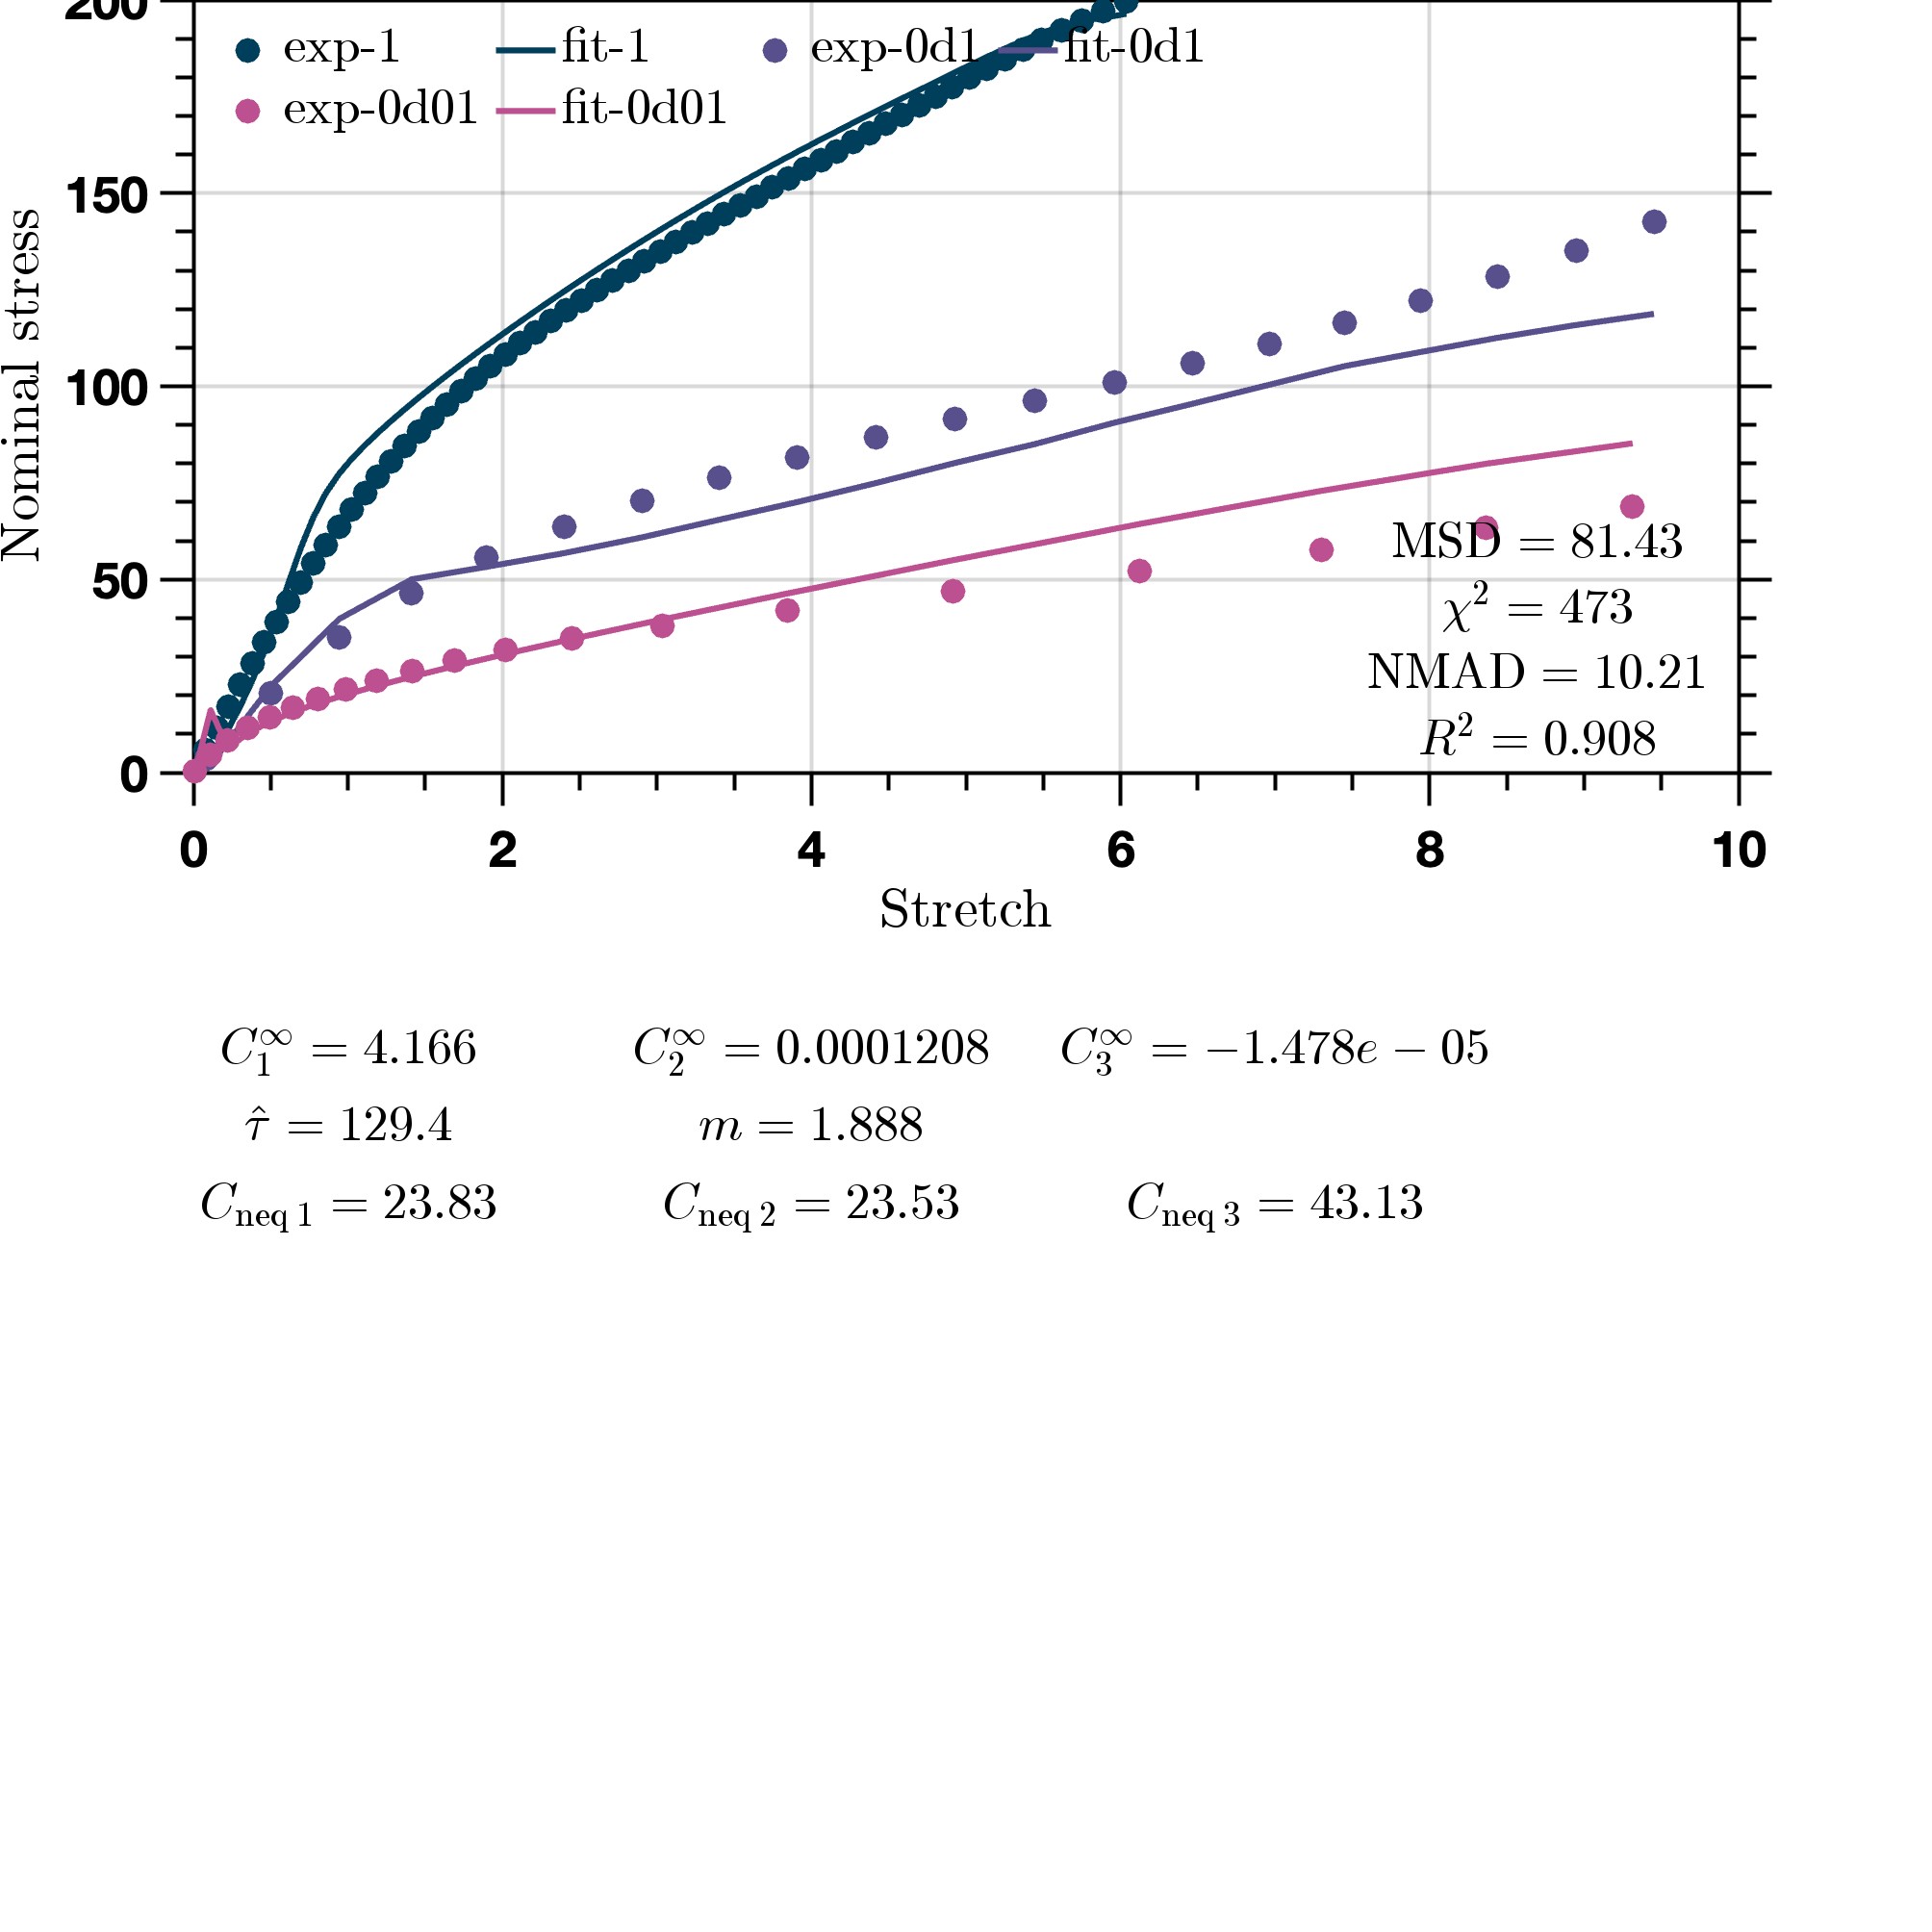 200
exp-1 fit-1 exp-0d1 fit-0d1
exp-0d01 fit-0d01
150
100
50
0
Nominal stress
MSD = 81.43
χ² = 473
NMAD = 10.21
R² = 0.908
0 2 4 6 8 10
Stretch
C₁^∞ = 4.166 C₂^∞ = 0.0001208 C₃^∞ = −1.478e − 05
τ̂ = 129.4 m = 1.888
C_neq 1 = 23.83 C_neq 2 = 23.53 C_neq 3 = 43.13